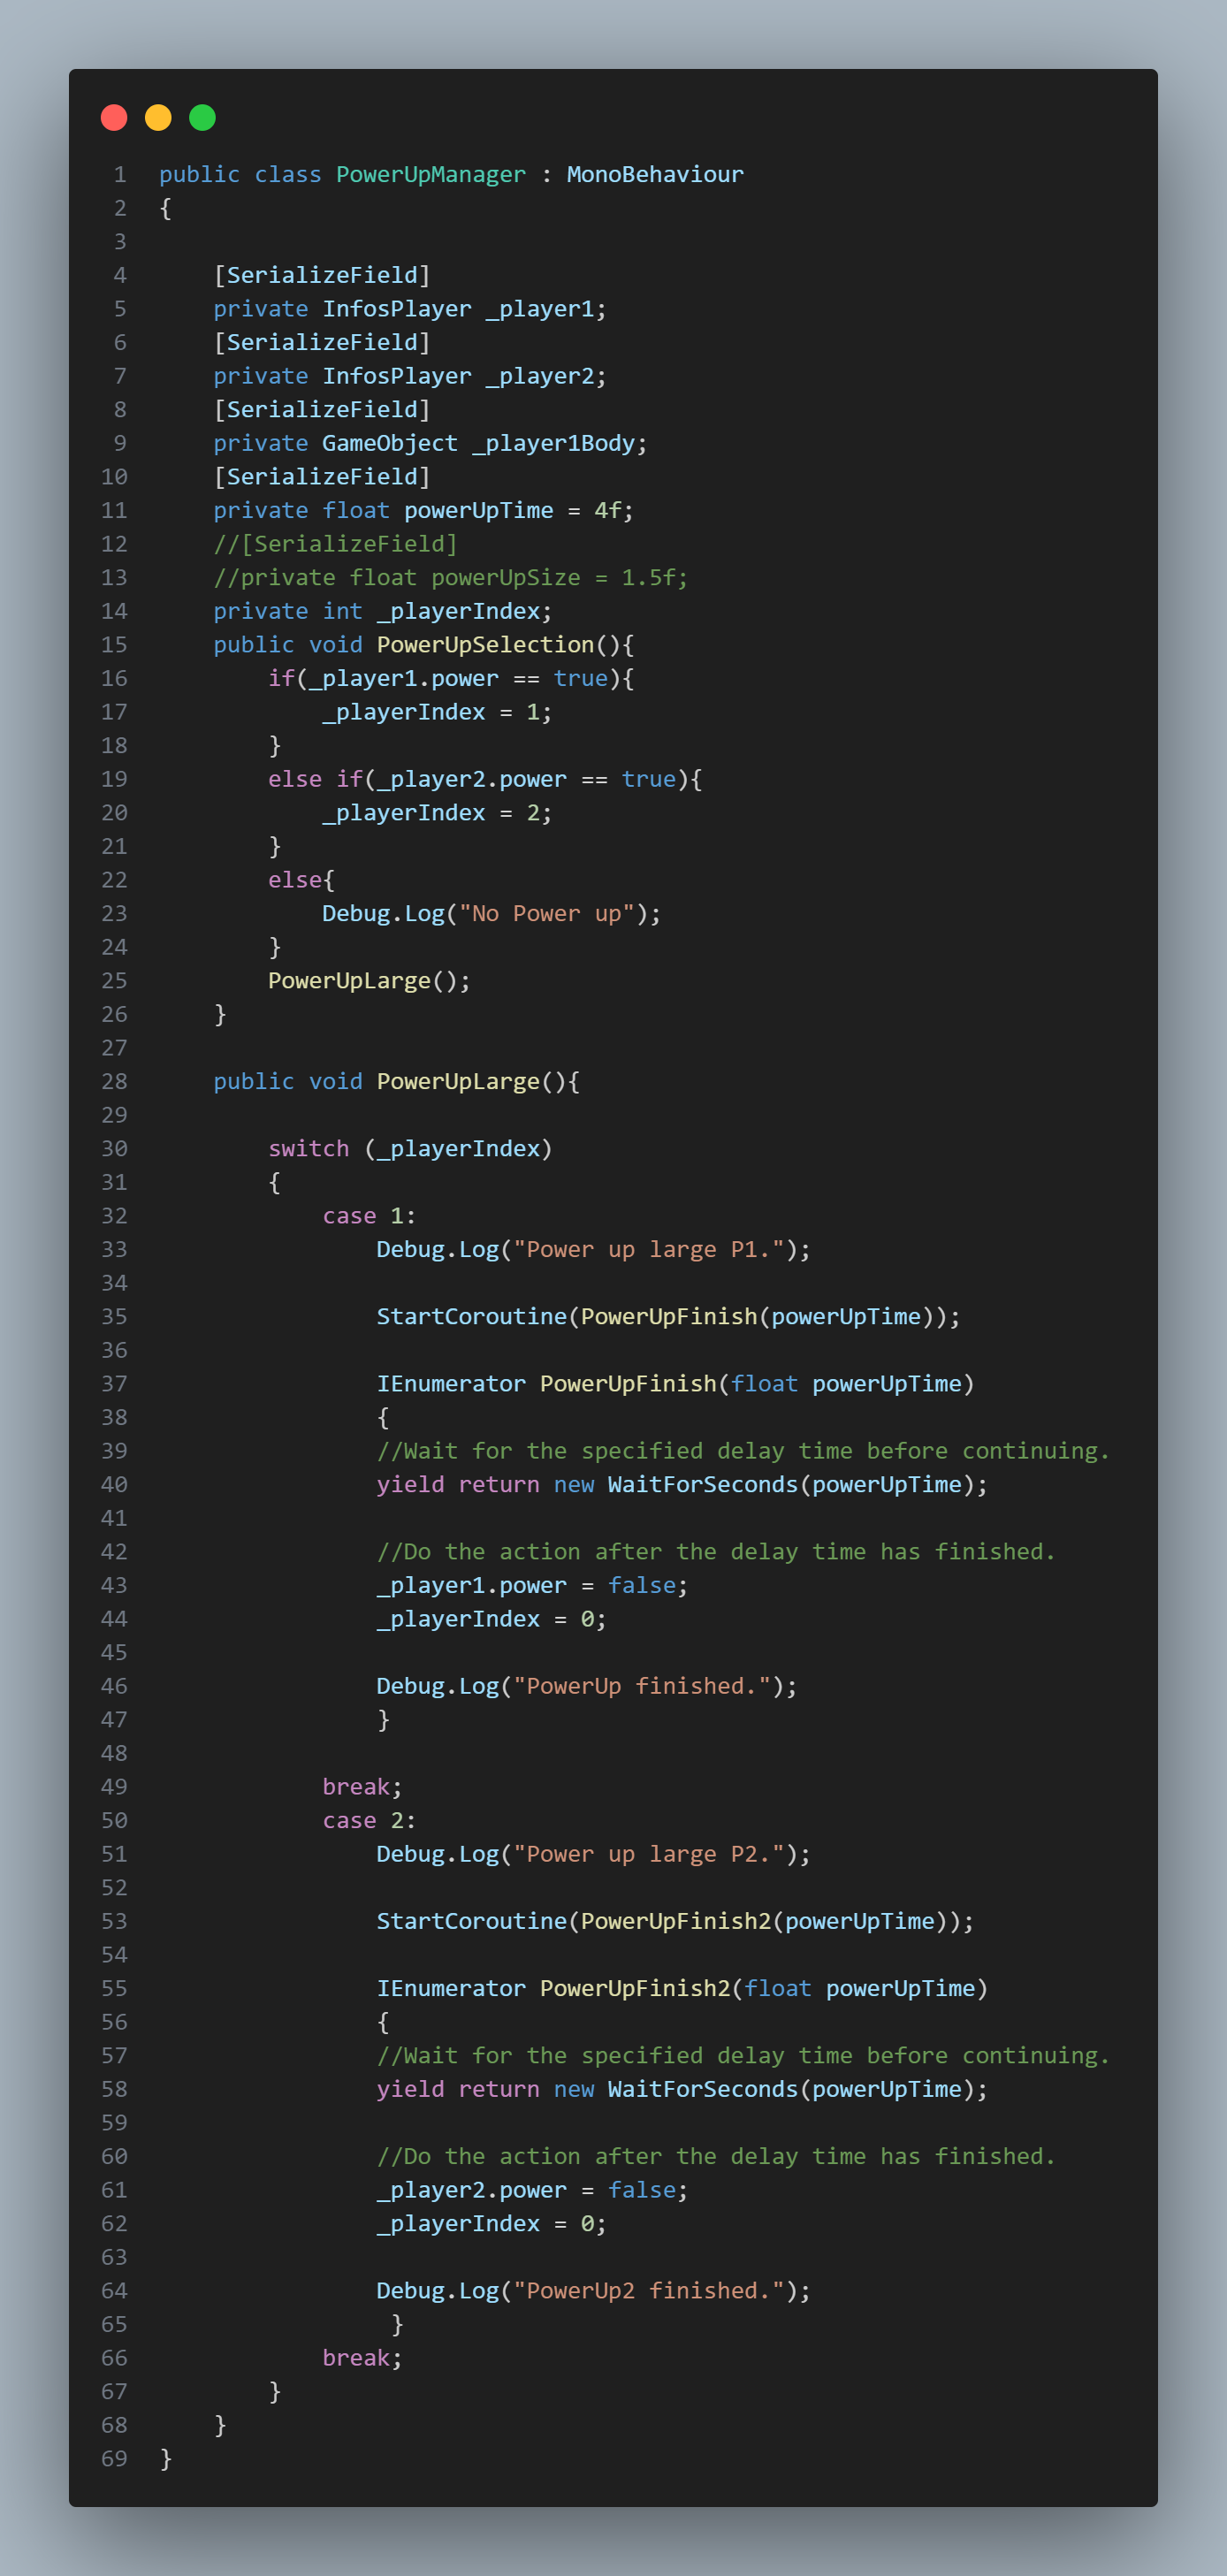 1 public class PowerUpManager : MonoBehaviour
2 {
3
4     [SerializeField]
5     private InfosPlayer _player1;
6     [SerializeField]
7     private InfosPlayer _player2;
8     [SerializeField]
9     private GameObject _player1Body;
10     [SerializeField]
11     private float powerUpTime = 4f;
12     //[SerializeField]
13     //private float powerUpSize = 1.5f;
14     private int _playerIndex;
15     public void PowerUpSelection(){
16         if(_player1.power == true){
17             _playerIndex = 1;
18         }
19         else if(_player2.power == true){
20             _playerIndex = 2;
21         }
22         else{
23             Debug.Log("No Power up");
24         }
25         PowerUpLarge();
26     }
27
28     public void PowerUpLarge(){
29
30         switch (_playerIndex)
31         {
32             case 1:
33                 Debug.Log("Power up large P1.");
34
35                 StartCoroutine(PowerUpFinish(powerUpTime));
36
37                 IEnumerator PowerUpFinish(float powerUpTime)
38                 {
39                 //Wait for the specified delay time before continuing.
40                 yield return new WaitForSeconds(powerUpTime);
41
42                 //Do the action after the delay time has finished.
43                 _player1.power = false;
44                 _playerIndex = 0;
45
46                 Debug.Log("PowerUp finished.");
47                 }
48
49             break;
50             case 2:
51                 Debug.Log("Power up large P2.");
52
53                 StartCoroutine(PowerUpFinish2(powerUpTime));
54
55                 IEnumerator PowerUpFinish2(float powerUpTime)
56                 {
57                 //Wait for the specified delay time before continuing.
58                 yield return new WaitForSeconds(powerUpTime);
59
60                 //Do the action after the delay time has finished.
61                 _player2.power = false;
62                 _playerIndex = 0;
63
64                 Debug.Log("PowerUp2 finished.");
65                  }
66             break;
67         }
68     }
69 }